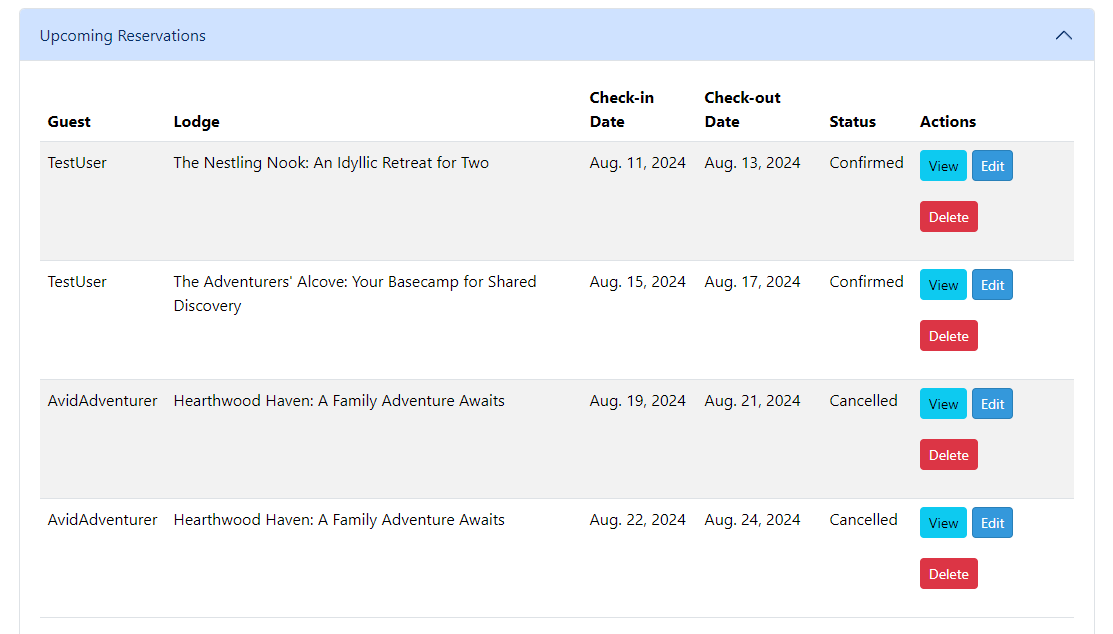 Upcoming Reservations
Guest Lodge Check-in Date Check-out Date Status Actions
TestUser The Nestling Nook: An Idyllic Retreat for Two Aug. 11, 2024 Aug. 13, 2024 Confirmed View Edit
Delete
TestUser The Adventurers' Alcove: Your Basecamp for Shared Aug. 15, 2024 Aug. 17, 2024 Confirmed View Edit
Discovery
Delete
AvidAdventurer Hearthwood Haven: A Family Adventure Awaits Aug. 19, 2024 Aug. 21, 2024 Cancelled View Edit
Delete
AvidAdventurer Hearthwood Haven: A Family Adventure Awaits Aug. 22, 2024 Aug. 24, 2024 Cancelled View Edit
Delete